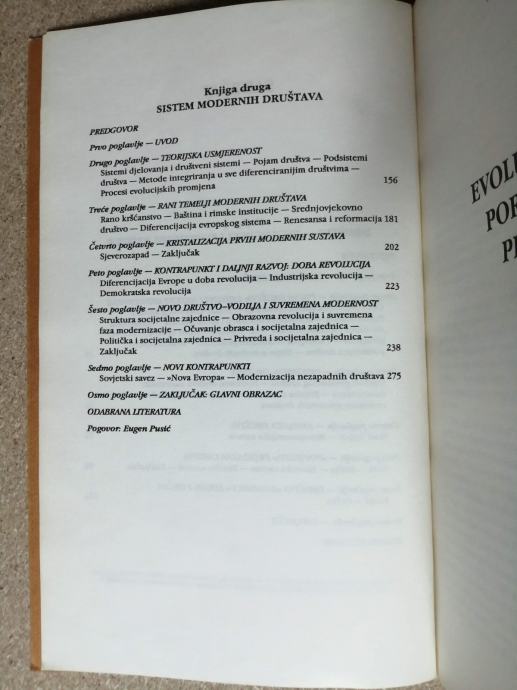 Knjiga druga
SISTEM MODERNIH DRUŠTAVA
PREDGOVOR
Prvo poglavlje — UVOD
Drugo poglavlje — TEORIJSKA USMJERENOST
Sistemi djelovanja i društveni sistemi — Pojam društva — Podsistemi
društva — Metode integriranja u sve diferenciranijim društvima —
Procesi evolucijskih promjena 156
Treće poglavlje — RANI TEMELJI MODERNIH DRUŠTAVA
Rano kršćanstvo — Baština i rimske institucije — Srednjovjekovno
društvo — Diferencijacija evropskog sistema — Renesansa i reformacija 181
Četvrto poglavlje — KRISTALIZACIJA PRVIH MODERNIH SUSTAVA
Sjeverozapad — Zaključak 202
Peto poglavlje — KONTRAPUNKT I DALJNJI RAZVOJ: DOBA REVOLUCIJA
Diferencijacija Evrope u doba revolucija — Industrijska revolucija —
Demokratska revolucija 223
Šesto poglavlje — NOVO DRUŠTVO-VODILJA I SUVREMENA MODERNOST
Struktura socijetalne zajednice — Obrazovna revolucija i suvremena
faza modernizacije — Očuvanje obrasca i socijetalna zajednica —
Politička i socijetalna zajednica — Privreda i socijetalna zajednica —
Zaključak 238
Sedmo poglavlje — NOVI KONTRAPUNKTI
Sovjetski savez — »Nova Evropa« — Modernizacija nezapadnih društava 275
Osmo poglavlje — ZAKLJUČAK: GLAVNI OBRAZAC
ODABRANA LITERATURA
Pogovor: Eugen Pusić